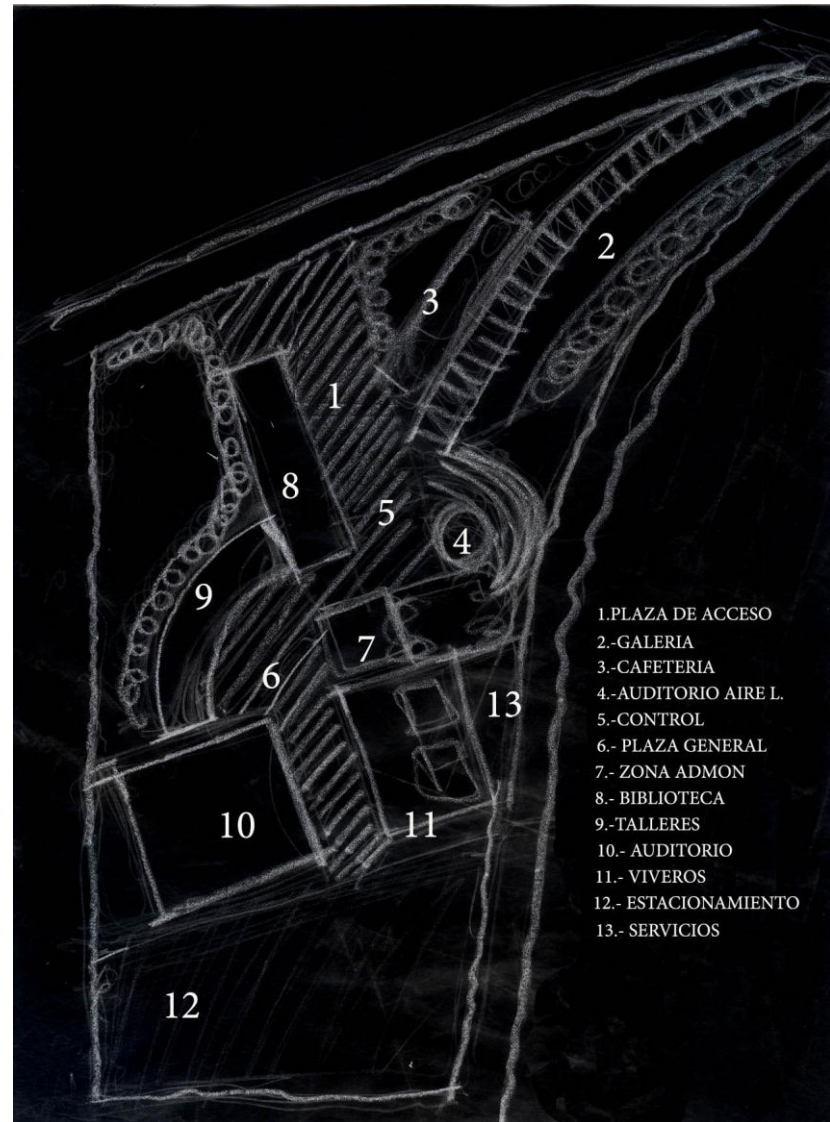 2
3
1
8
5
4
9
7
6
13
10
11
12
1.PLAZA DE ACCESO
2.-GALERIA
3.-CAFETERIA
4.-AUDITORIO AIRE L.
5.-CONTROL
6.- PLAZA GENERAL
7.- ZONA ADMON
8.- BIBLIOTECA
9.-TALLERES
10.- AUDITORIO
11.- VIVEROS
12.- ESTACIONAMIENTO
13.- SERVICIOS